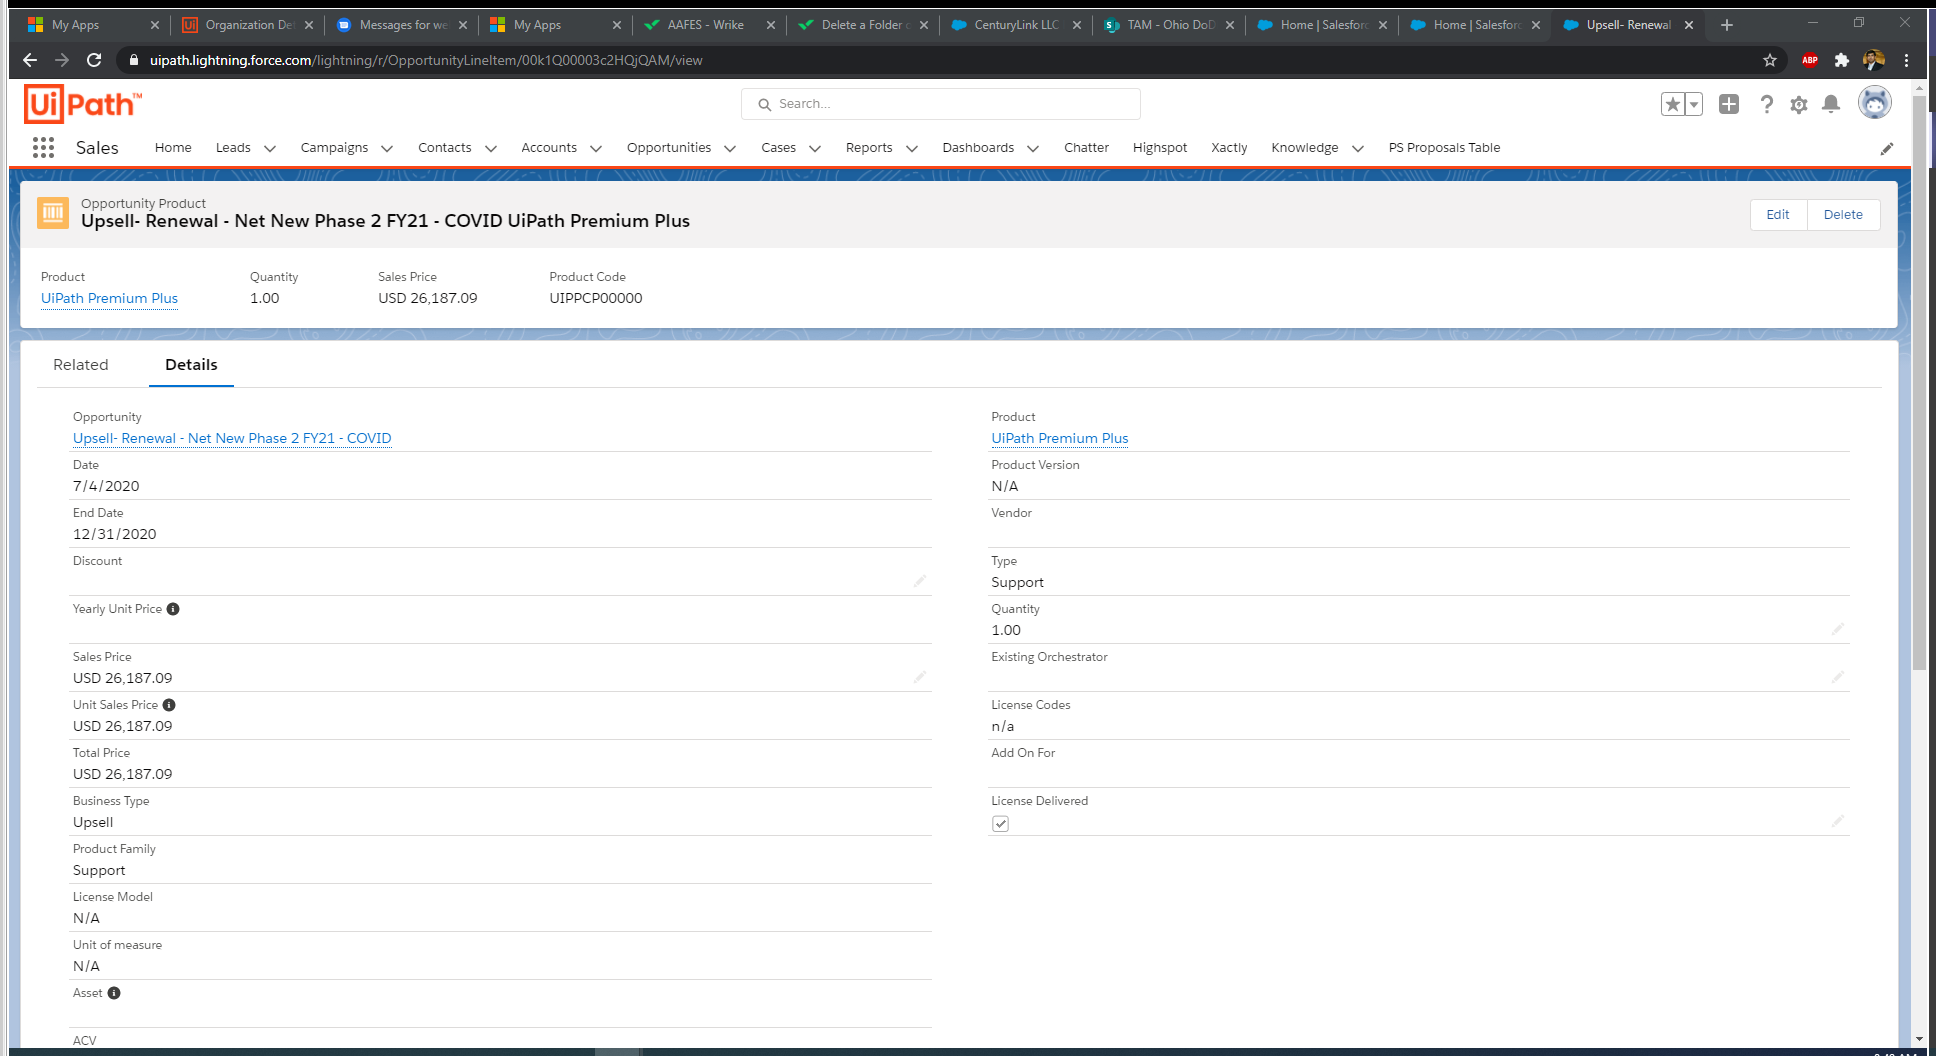 My Apps
Organization De
Messages for we
My Apps
AAFES - Wrike
Delete a Folder o
CenturyLink LLC
TAM - Ohio DoD
Home | Salesforc
Home | Salesforc
Upsell- Renewal
uipath.lightning.force.com/lightning/r/OpportunityLineItem/00k1Q00003c2HQjQAM/view
ABP
UiPath™
Search...
Sales
Home
Leads
Campaigns
Contacts
Accounts
Opportunities
Cases
Reports
Dashboards
Chatter
Highspot
Xactly
Knowledge
PS Proposals Table
Opportunity Product
Upsell- Renewal - Net New Phase 2 FY21 - COVID UiPath Premium Plus
Edit
Delete
Product
Quantity
Sales Price
Product Code
UiPath Premium Plus
1.00
USD 26,187.09
UIPPCP00000
Related
Details
Opportunity
Upsell- Renewal - Net New Phase 2 FY21 - COVID
Date
7/4/2020
End Date
12/31/2020
Discount
Yearly Unit Price
Sales Price
USD 26,187.09
Unit Sales Price
USD 26,187.09
Total Price
USD 26,187.09
Business Type
Upsell
Product Family
Support
License Model
N/A
Unit of measure
N/A
Asset
ACV
Product
UiPath Premium Plus
Product Version
N/A
Vendor
Type
Support
Quantity
1.00
Existing Orchestrator
License Codes
n/a
Add On For
License Delivered